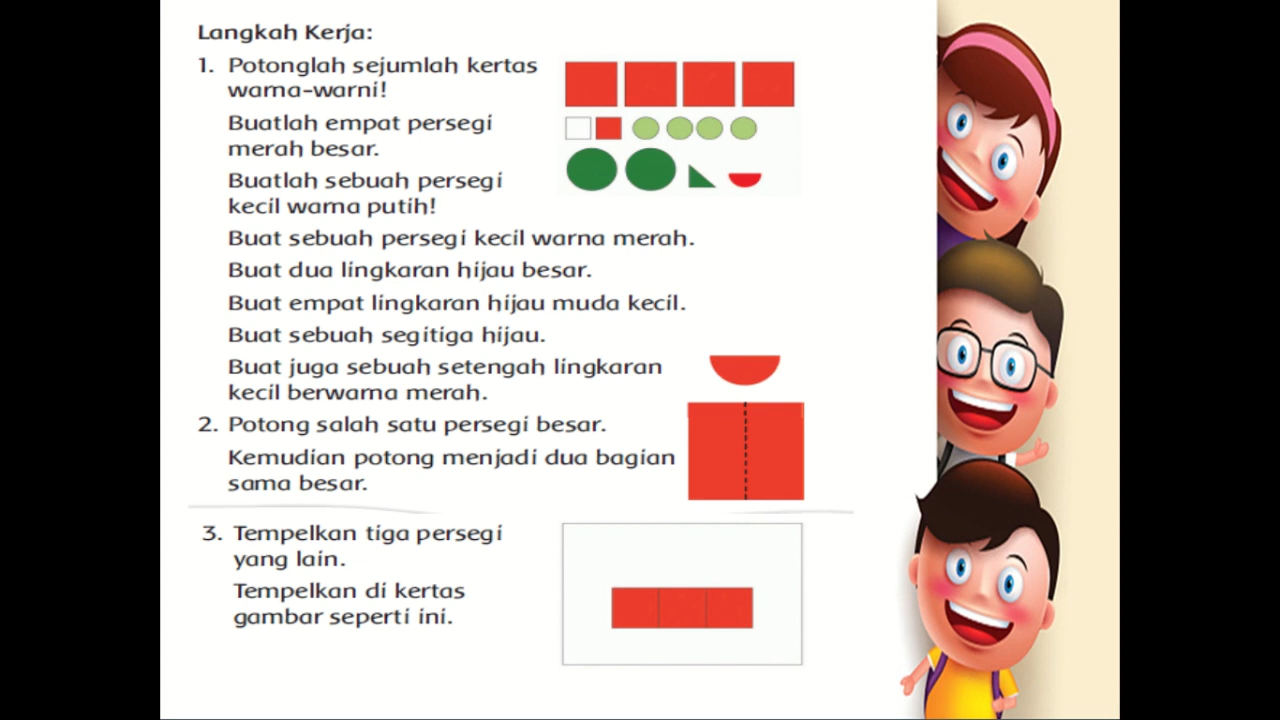 Langkah Kerja:
1. Potonglah sejumlah kertas
warna-warni!
Buatlah empat persegi
merah besar.
Buatlah sebuah persegi
kecil warna putih!
Buat sebuah persegi kecil warna merah.
Buat dua lingkaran hijau besar.
Buat empat lingkaran hijau muda kecil.
Buat sebuah segitiga hijau.
Buat juga sebuah setengah lingkaran
kecil berwarna merah.
2. Potong salah satu persegi besar.
Kemudian potong menjadi dua bagian
sama besar.
3. Tempelkan tiga persegi
yang lain.
Tempelkan di kertas
gambar seperti ini.